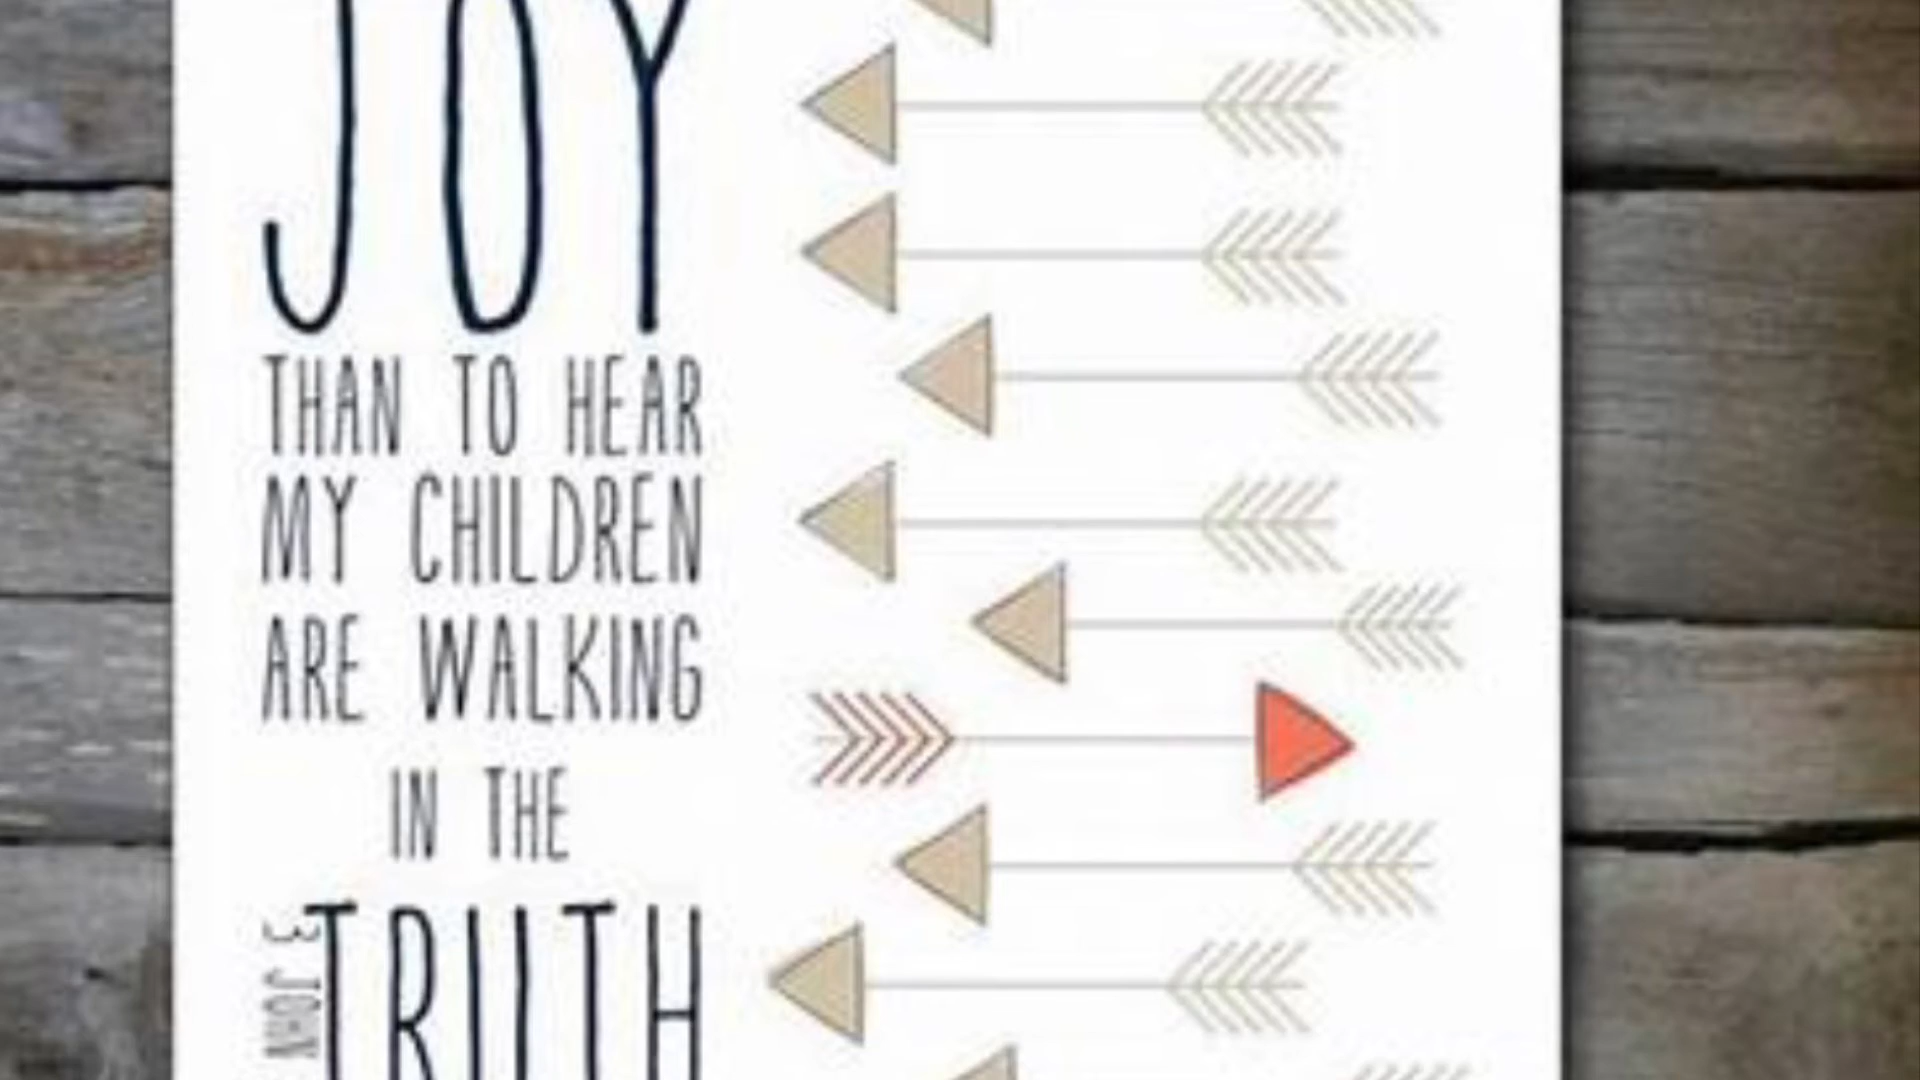 JOY
THAN TO HEAR
MY CHILDREN
ARE WALKING
IN THE
TRUTH
3 JOHN